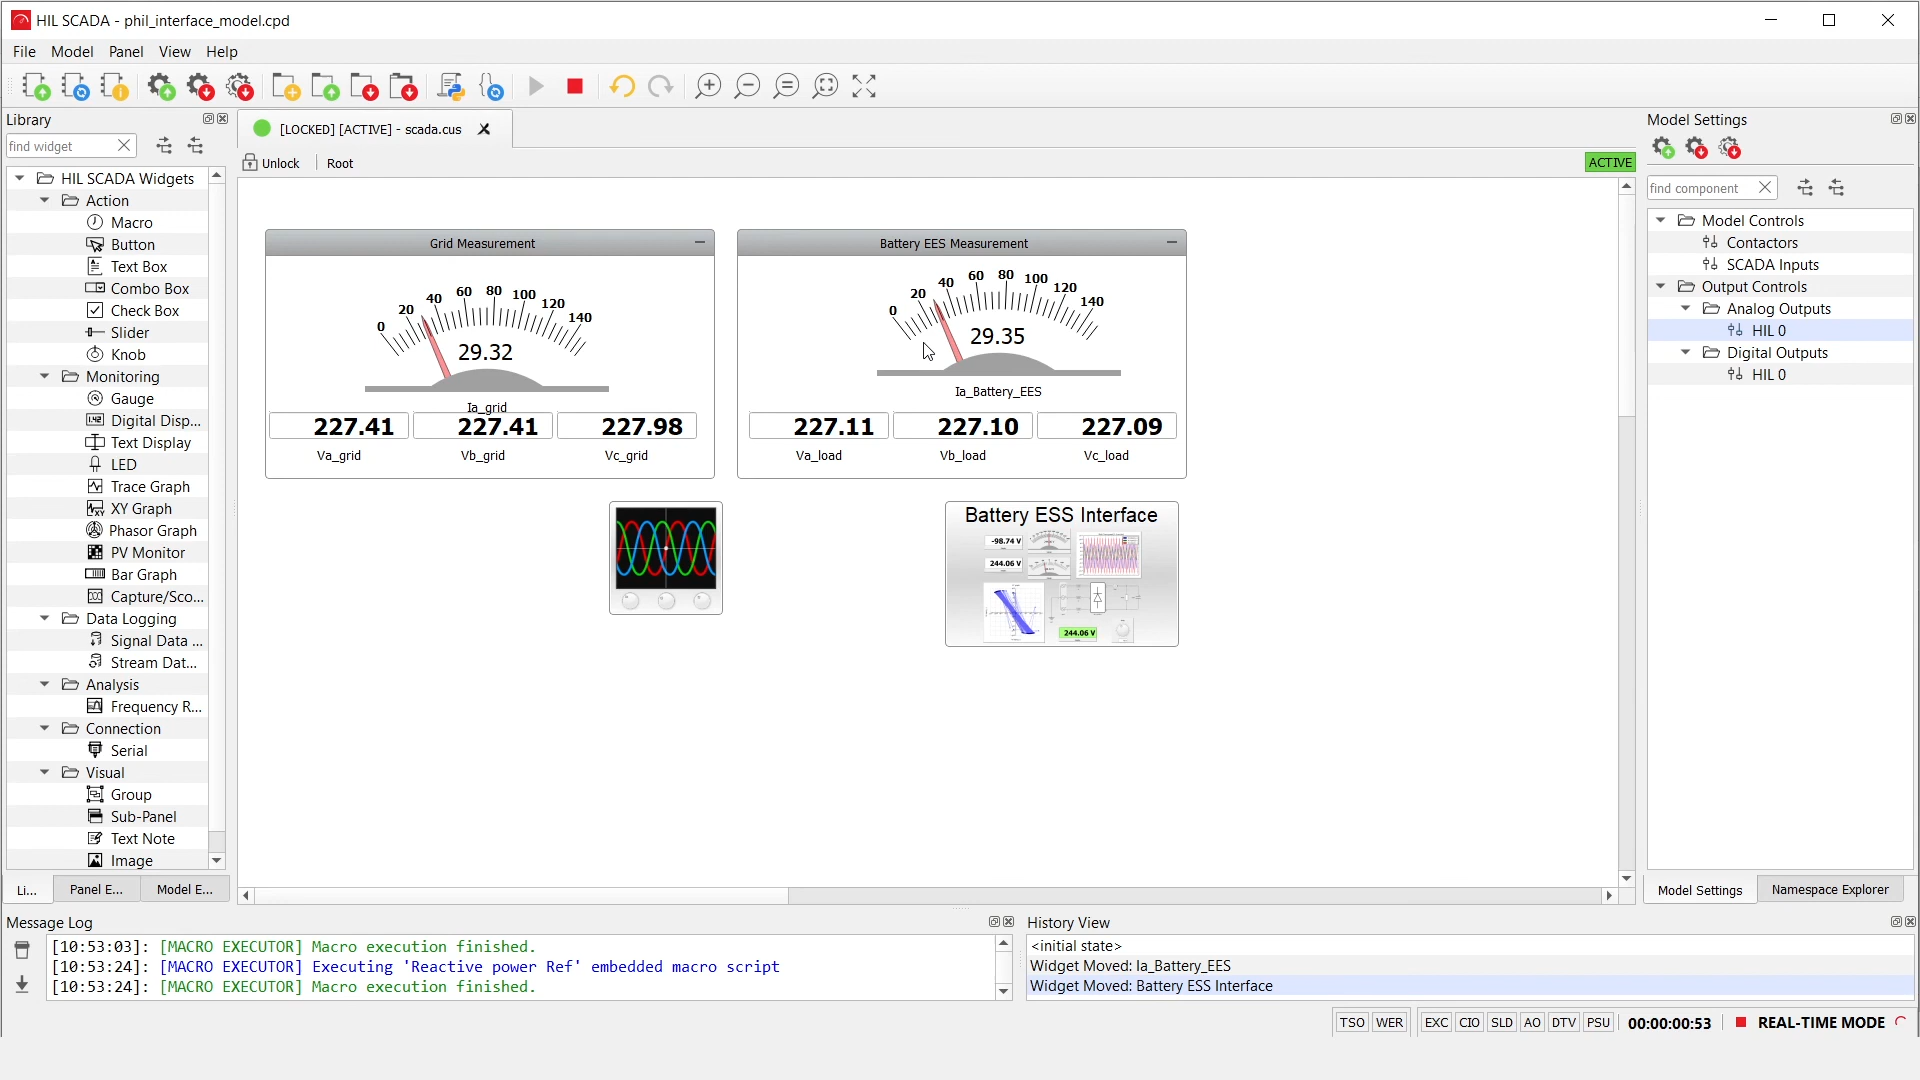 HIL SCADA - phil_interface_model.cpd
File Model Panel View Help
Library
find widget
HIL SCADA Widgets
Action
Macro
Button
Text Box
Combo Box
Check Box
Slider
Knob
Monitoring
Gauge
Digital Disp...
Text Display
LED
Trace Graph
XY Graph
Phasor Graph
PV Monitor
Bar Graph
Capture/Sco...
Data Logging
Signal Data ...
Stream Dat...
Analysis
Frequency R...
Connection
Serial
Visual
Group
Sub-Panel
Text Note
Image
Li... Panel E... Model E...
[LOCKED] [ACTIVE] - scada.cus
Unlock Root ACTIVE
Grid Measurement
0 20 40 60 80 100 120 140
29.32
Ia_grid
227.41 227.41 227.98
Va_grid Vb_grid Vc_grid
Battery EES Measurement
0 20 40 60 80 100 120 140
29.35
Ia_Battery_EES
227.11 227.10 227.09
Va_load Vb_load Vc_load
Battery ESS Interface
-98.74 V
244.06 V
244.06 V
Model Settings
find component
Model Controls
Contactors
SCADA Inputs
Output Controls
Analog Outputs
HIL 0
Digital Outputs
HIL 0
Model Settings Namespace Explorer
Message Log
[10:53:03]: [MACRO EXECUTOR] Macro execution finished.
[10:53:24]: [MACRO EXECUTOR] Executing 'Reactive power Ref' embedded macro script
[10:53:24]: [MACRO EXECUTOR] Macro execution finished.
History View
<initial state>
Widget Moved: Ia_Battery_EES
Widget Moved: Battery ESS Interface
TSO WER EXC CIO SLD AO DTV PSU 00:00:00:53 REAL-TIME MODE